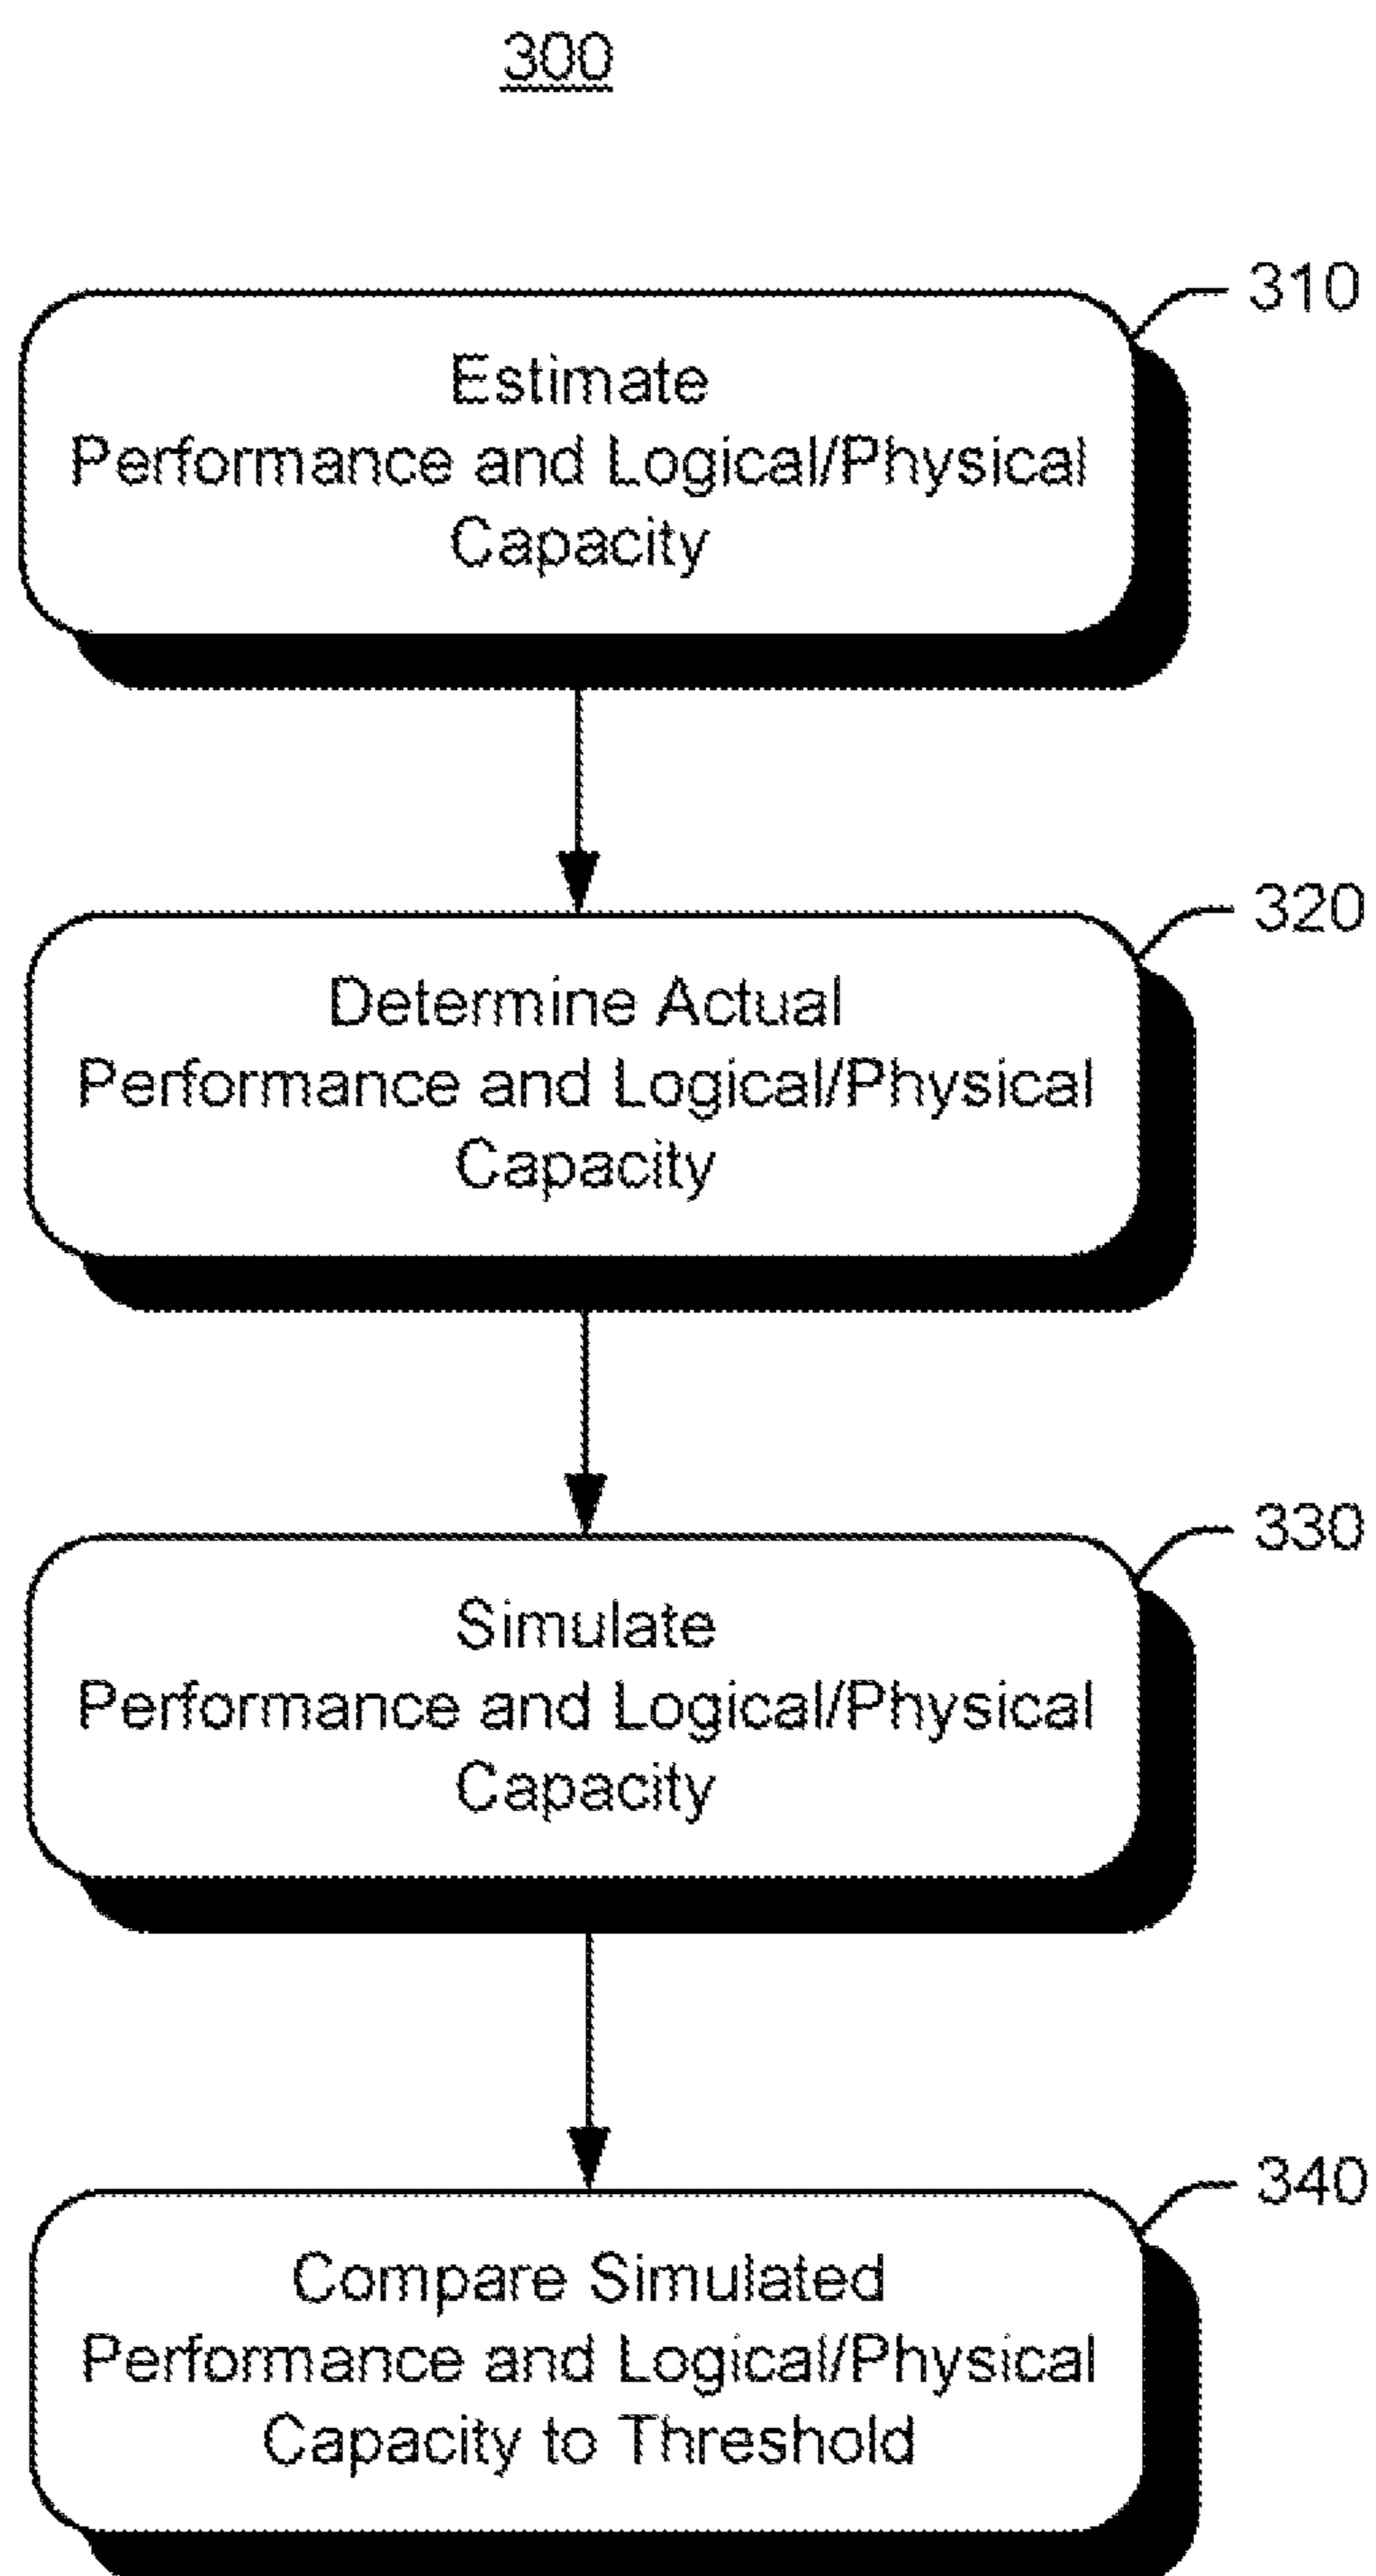 300
310
Estimate
Performance and Logical/Physical
Capacity
320
Determine Actual
Performance and Logical/Physical
Capacity
330
Simulate
Performance and Logical/Physical
Capacity
340
Compare Simulated
Performance and Logical/Physical
Capacity to Threshold